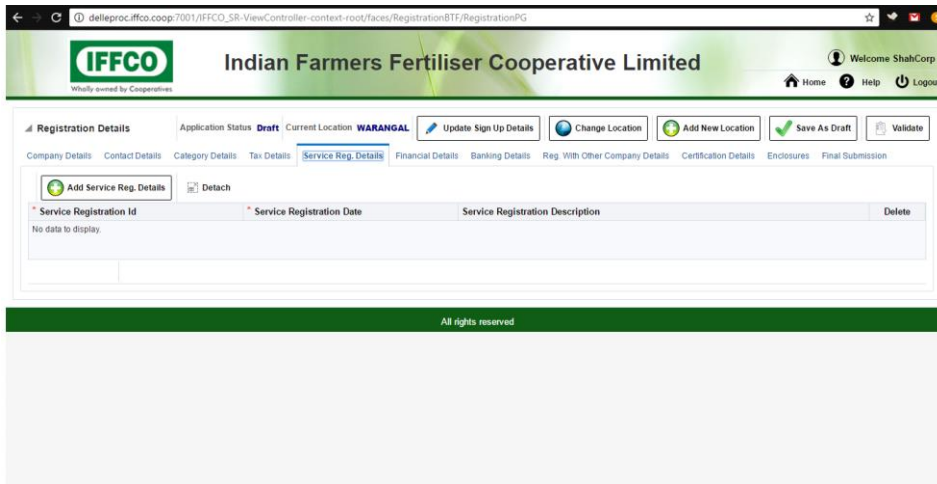 delleproc.iffco.coop:7001/IFFCO_SR-ViewController-context-root/faces/RegistrationBTF/RegistrationPG
IFFCO
Wholly owned by Cooperatives
Indian Farmers Fertiliser Cooperative Limited
Welcome ShahCorp
Home Help Logou
Registration Details Application Status Draft Current Location WARANGAL Update Sign Up Details Change Location Add New Location Save As Draft Validate
Company Details Contact Details Category Details Tax Details Service Reg. Details Financial Details Banking Details Reg. With Other Company Details Certification Details Enclosures Final Submission
Add Service Reg. Details Detach
* Service Registration Id * Service Registration Date Service Registration Description Delete
No data to display.
All rights reserved